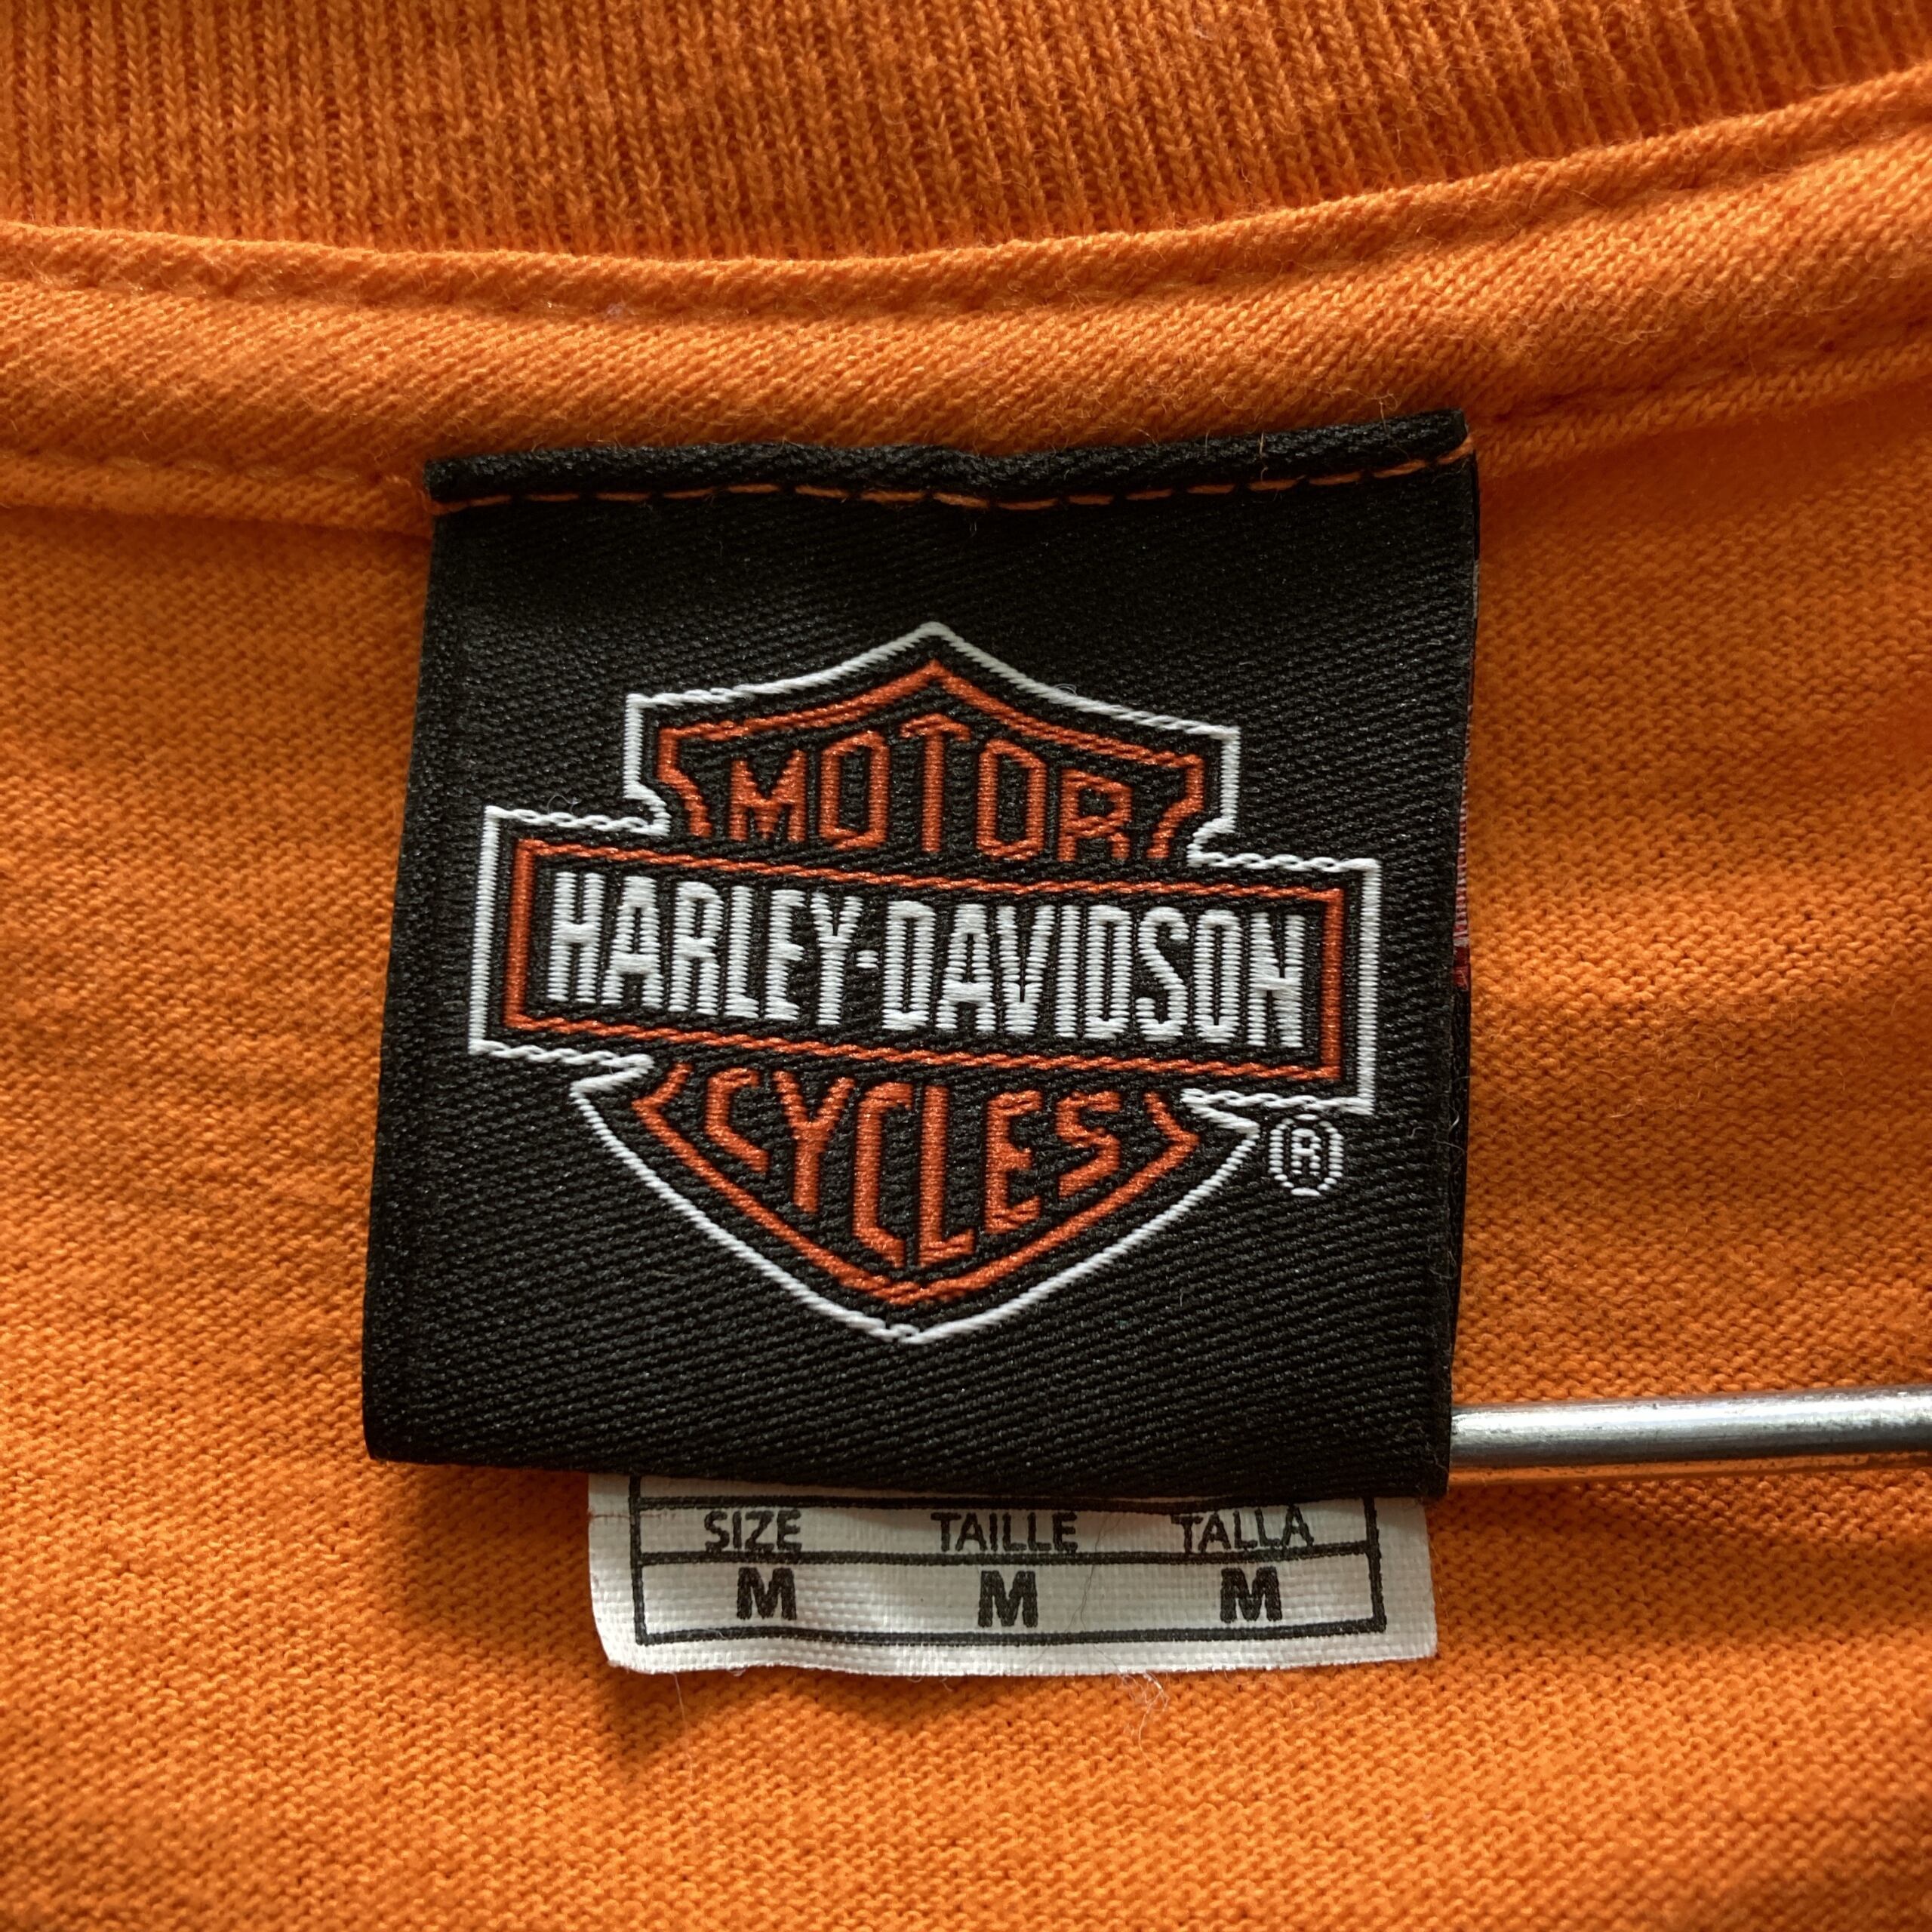 MOTOR
HARLEY-DAVIDSON
CYCLES
®
SIZE TAILLE TALLA
M M M